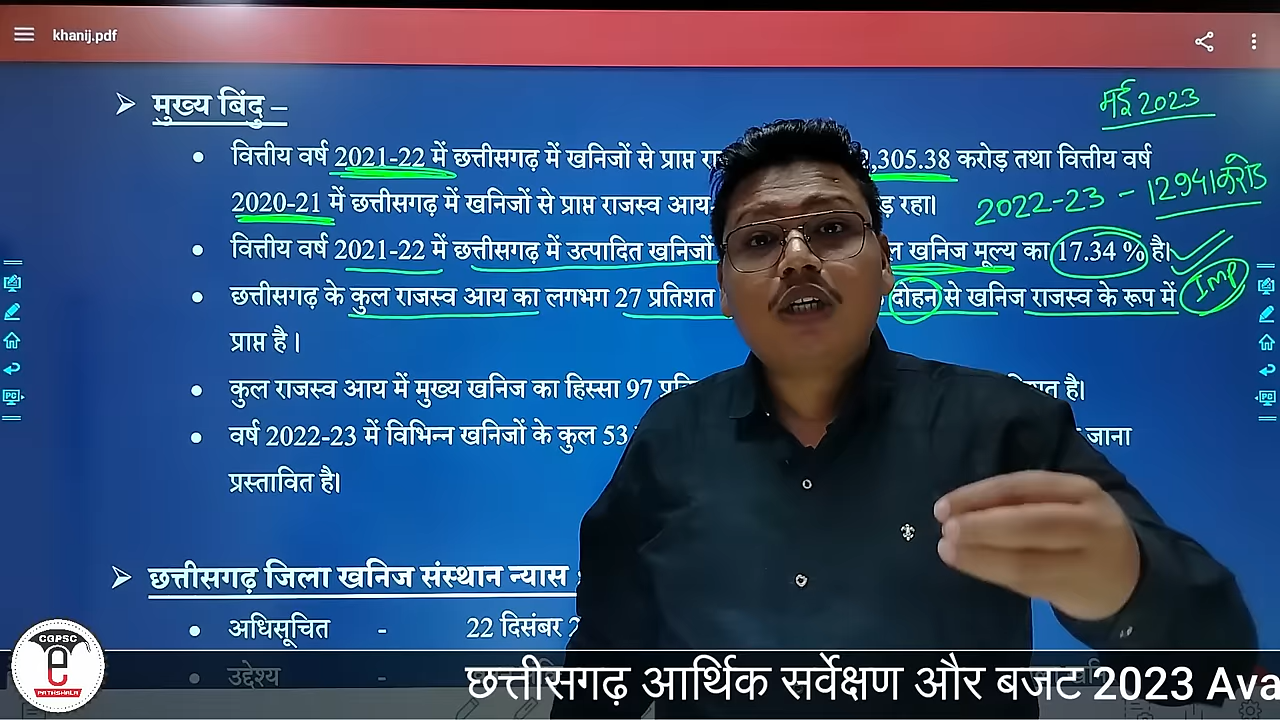 khanij.pdf
मुख्य बिंदु –
मई 2023
वित्तीय वर्ष 2021-22 में छत्तीसगढ़ में खनिजों से प्राप्त ,305.38 करोड़ तथा वित्तीय वर्ष
2020-21 में छत्तीसगढ़ में खनिजों से प्राप्त राजस्व आय- रहा।
2022-23 - 12941 करोड़
वित्तीय वर्ष 2021-22 में छत्तीसगढ़ में उत्पादित खनिजों खनिज मूल्य का 17.34 % है।
छत्तीसगढ़ के कुल राजस्व आय का लगभग 27 प्रतिशत दोहन से खनिज राजस्व के रूप में
Imp
प्राप्त है ।
कुल राजस्व आय में मुख्य खनिज का हिस्सा 97 है।
वर्ष 2022-23 में विभिन्न खनिजों के कुल 53 जाना
प्रस्तावित है।
छत्तीसगढ़ जिला खनिज संस्थान न्यास
अधिसूचित - 22 दिसंबर
उद्देश्य -
CGPSC
e
PATHSHALA
छत्तीसगढ़ आर्थिक सर्वेक्षण और बजट 2023 Ava